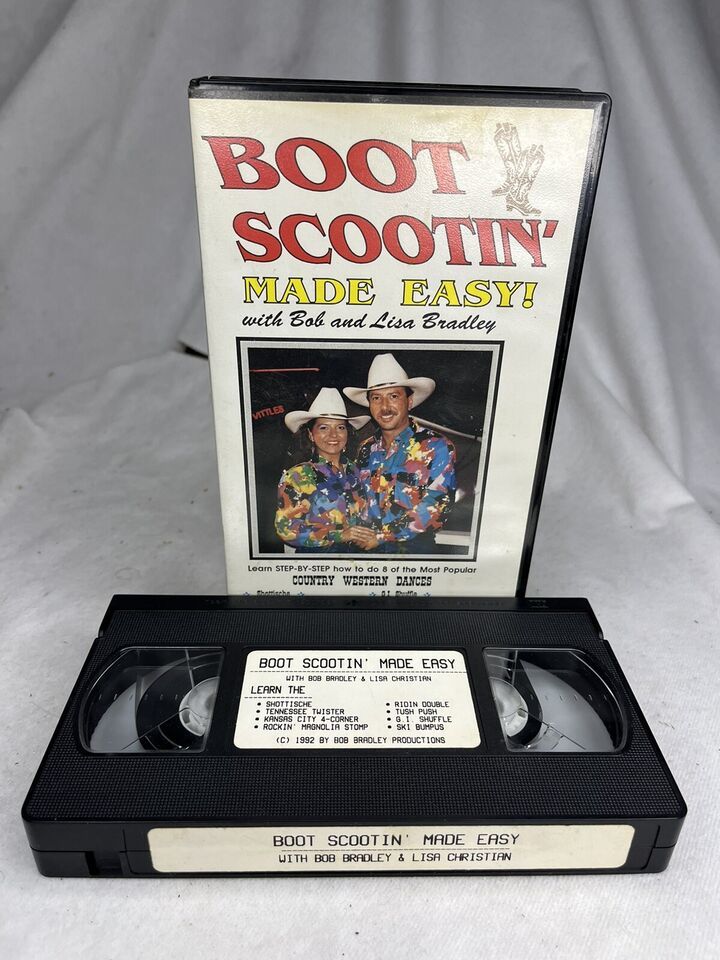 BOOT
SCOOTIN'
MADE EASY!
with Bob and Lisa Bradley
VITTLES
Learn STEP-BY-STEP how to do 8 of the Most Popular
COUNTRY WESTERN DANCES
Shottische G.I. Shuffle
BOOT SCOOTIN' MADE EASY
WITH BOB BRADLEY & LISA CHRISTIAN
LEARN THE
• SHOTTISCHE • RIDIN DOUBLE
• TENNESSEE TWISTER • TUSH PUSH
• KANSAS CITY 4-CORNER • G.I. SHUFFLE
• ROCKIN' MAGNOLIA STOMP • SKI BUMPUS
(C) 1992 BY BOB BRADLEY PRODUCTIONS
BOOT SCOOTIN' MADE EASY
WITH BOB BRADLEY & LISA CHRISTIAN